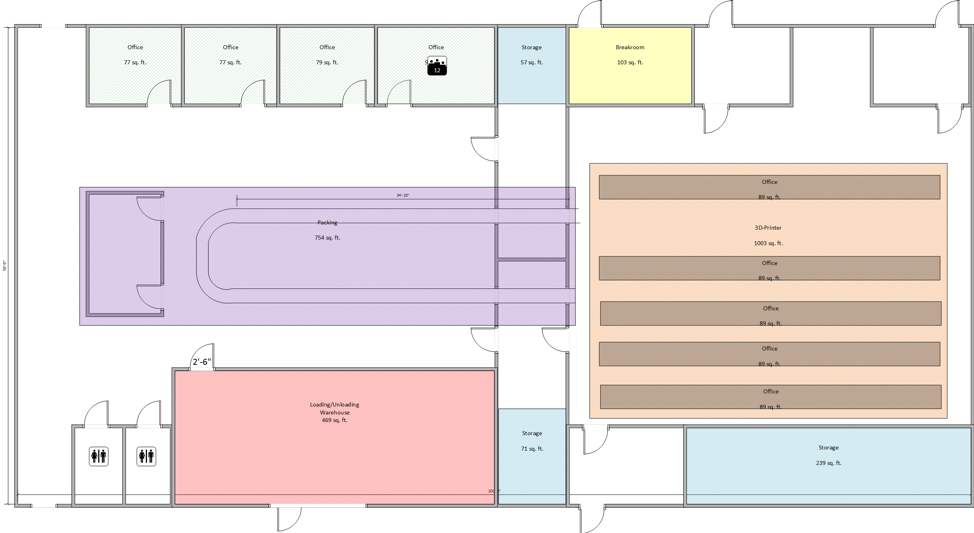 Office
77 sq. ft.
Office
77 sq. ft.
Office
79 sq. ft.
Office
12
Storage
57 sq. ft.
Breakroom
103 sq. ft.
Office
89 sq. ft.
34'-10"
Packing
754 sq. ft.
3D-Printer
1003 sq. ft.
Office
89 sq. ft.
Office
89 sq. ft.
Office
89 sq. ft.
2'-6"
Office
89 sq. ft.
Loading/Unloading
Warehouse
469 sq. ft.
Storage
71 sq. ft.
Storage
239 sq. ft.